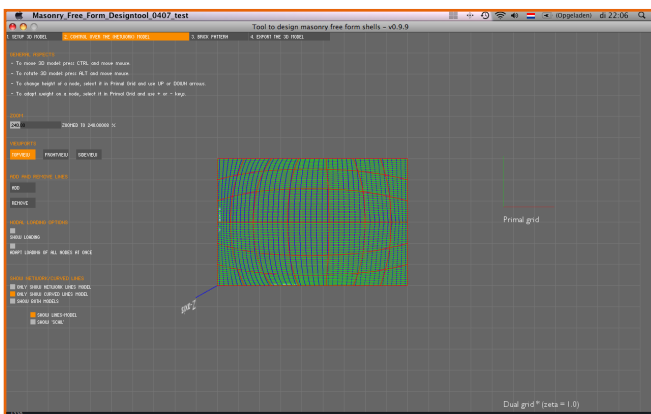 Masonry_Free_Form_Designtool_0407_test
(Opgeladen) di 22:06
Tool to design masonry free form shells – v0.9.9
1. SETUP 3D MODEL
2. CONTROL OVER THE (NETWORK) MODEL
3. BRICK PATTERN
4. EXPORT THE 3D MODEL
GENERAL ASPECTS
- To move 3D model press CTRL and move mouse.
- To rotate 3D model press ALT and move mouse.
- To change height of a node, select it in Primal Grid and use UP or DOWN arrows.
- To adapt weight on a node, select it in Primal Grid and use + or - keys.
ZOOM
240.00
ZOOMED TO 240.00000 %
VIEWPORTS
TOPVIEW
FRONTVIEW
SIDEVIEW
ADD AND REMOVE LINES
ADD
REMOVE
NODAL LOADING OPTIONS
SHOW LOADING
ADAPT LOADING OF ALL NODES AT ONCE
SHOW NETWORK/CURVED LINES
ONLY SHOW NETWORK LINES MODEL
ONLY SHOW CURVED LINES MODEL
SHOW BOTH MODELS
SHOW LINES-MODEL
SHOW 'SCHIL'
Primal grid
Dual grid * (zeta = 1.0)